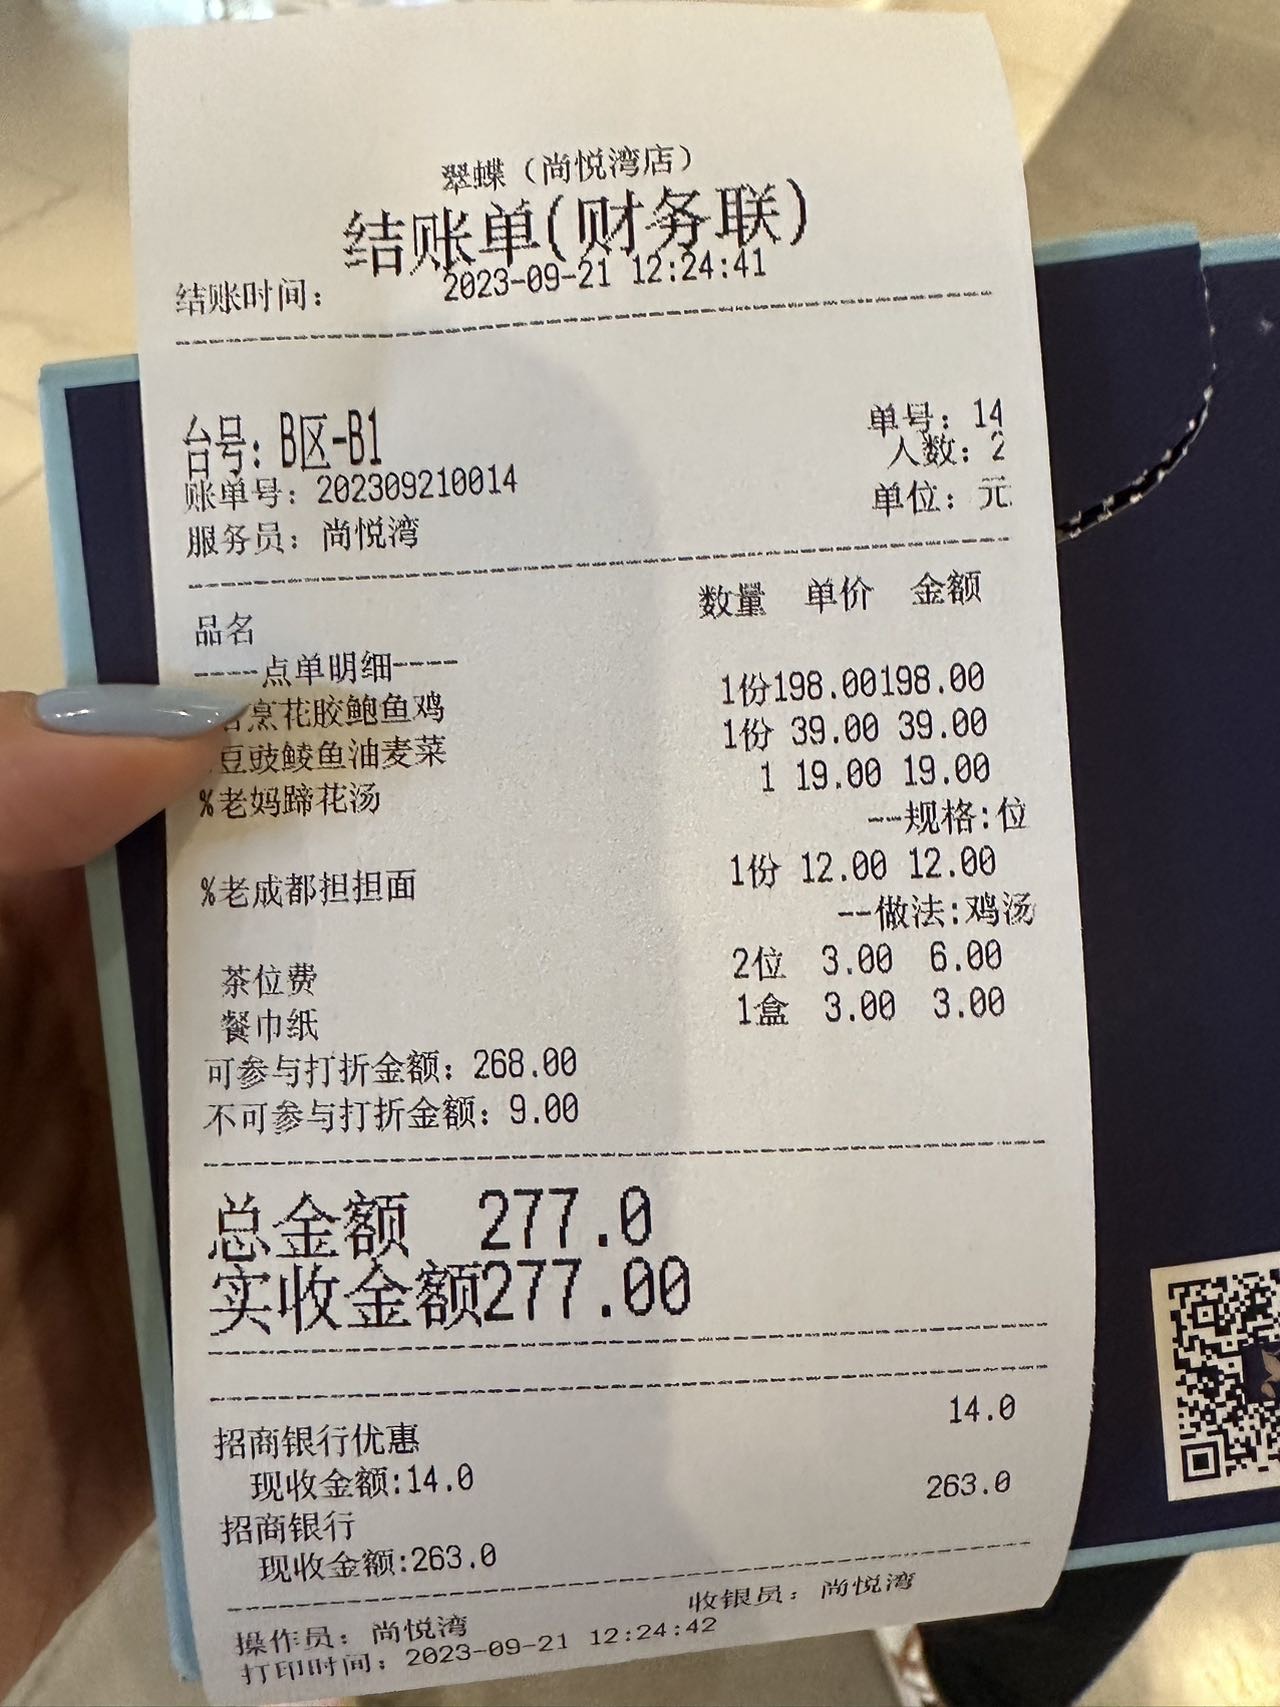 翠蝶（尚悦湾店）
结账单(财务联)
结账时间： 2023-09-21 12:24:41
台号: B区-B1 单号: 14
人数: 2
账单号: 202309210014 单位: 元
服务员: 尚悦湾
品名 数量 单价 金额
----点单明细----
烹花胶鲍鱼鸡 1份198.00198.00
豆豉鲮鱼油麦菜 1份 39.00 39.00
%老妈蹄花汤 1 19.00 19.00
--规格:位
%老成都担担面 1份 12.00 12.00
--做法:鸡汤
茶位费 2位 3.00 6.00
餐巾纸 1盒 3.00 3.00
可参与打折金额: 268.00
不可参与打折金额: 9.00
总金额 277.0
实收金额277.00
招商银行优惠 14.0
现收金额:14.0
招商银行 263.0
现收金额:263.0
操作员: 尚悦湾 收银员: 尚悦湾
打印时间: 2023-09-21 12:24:42